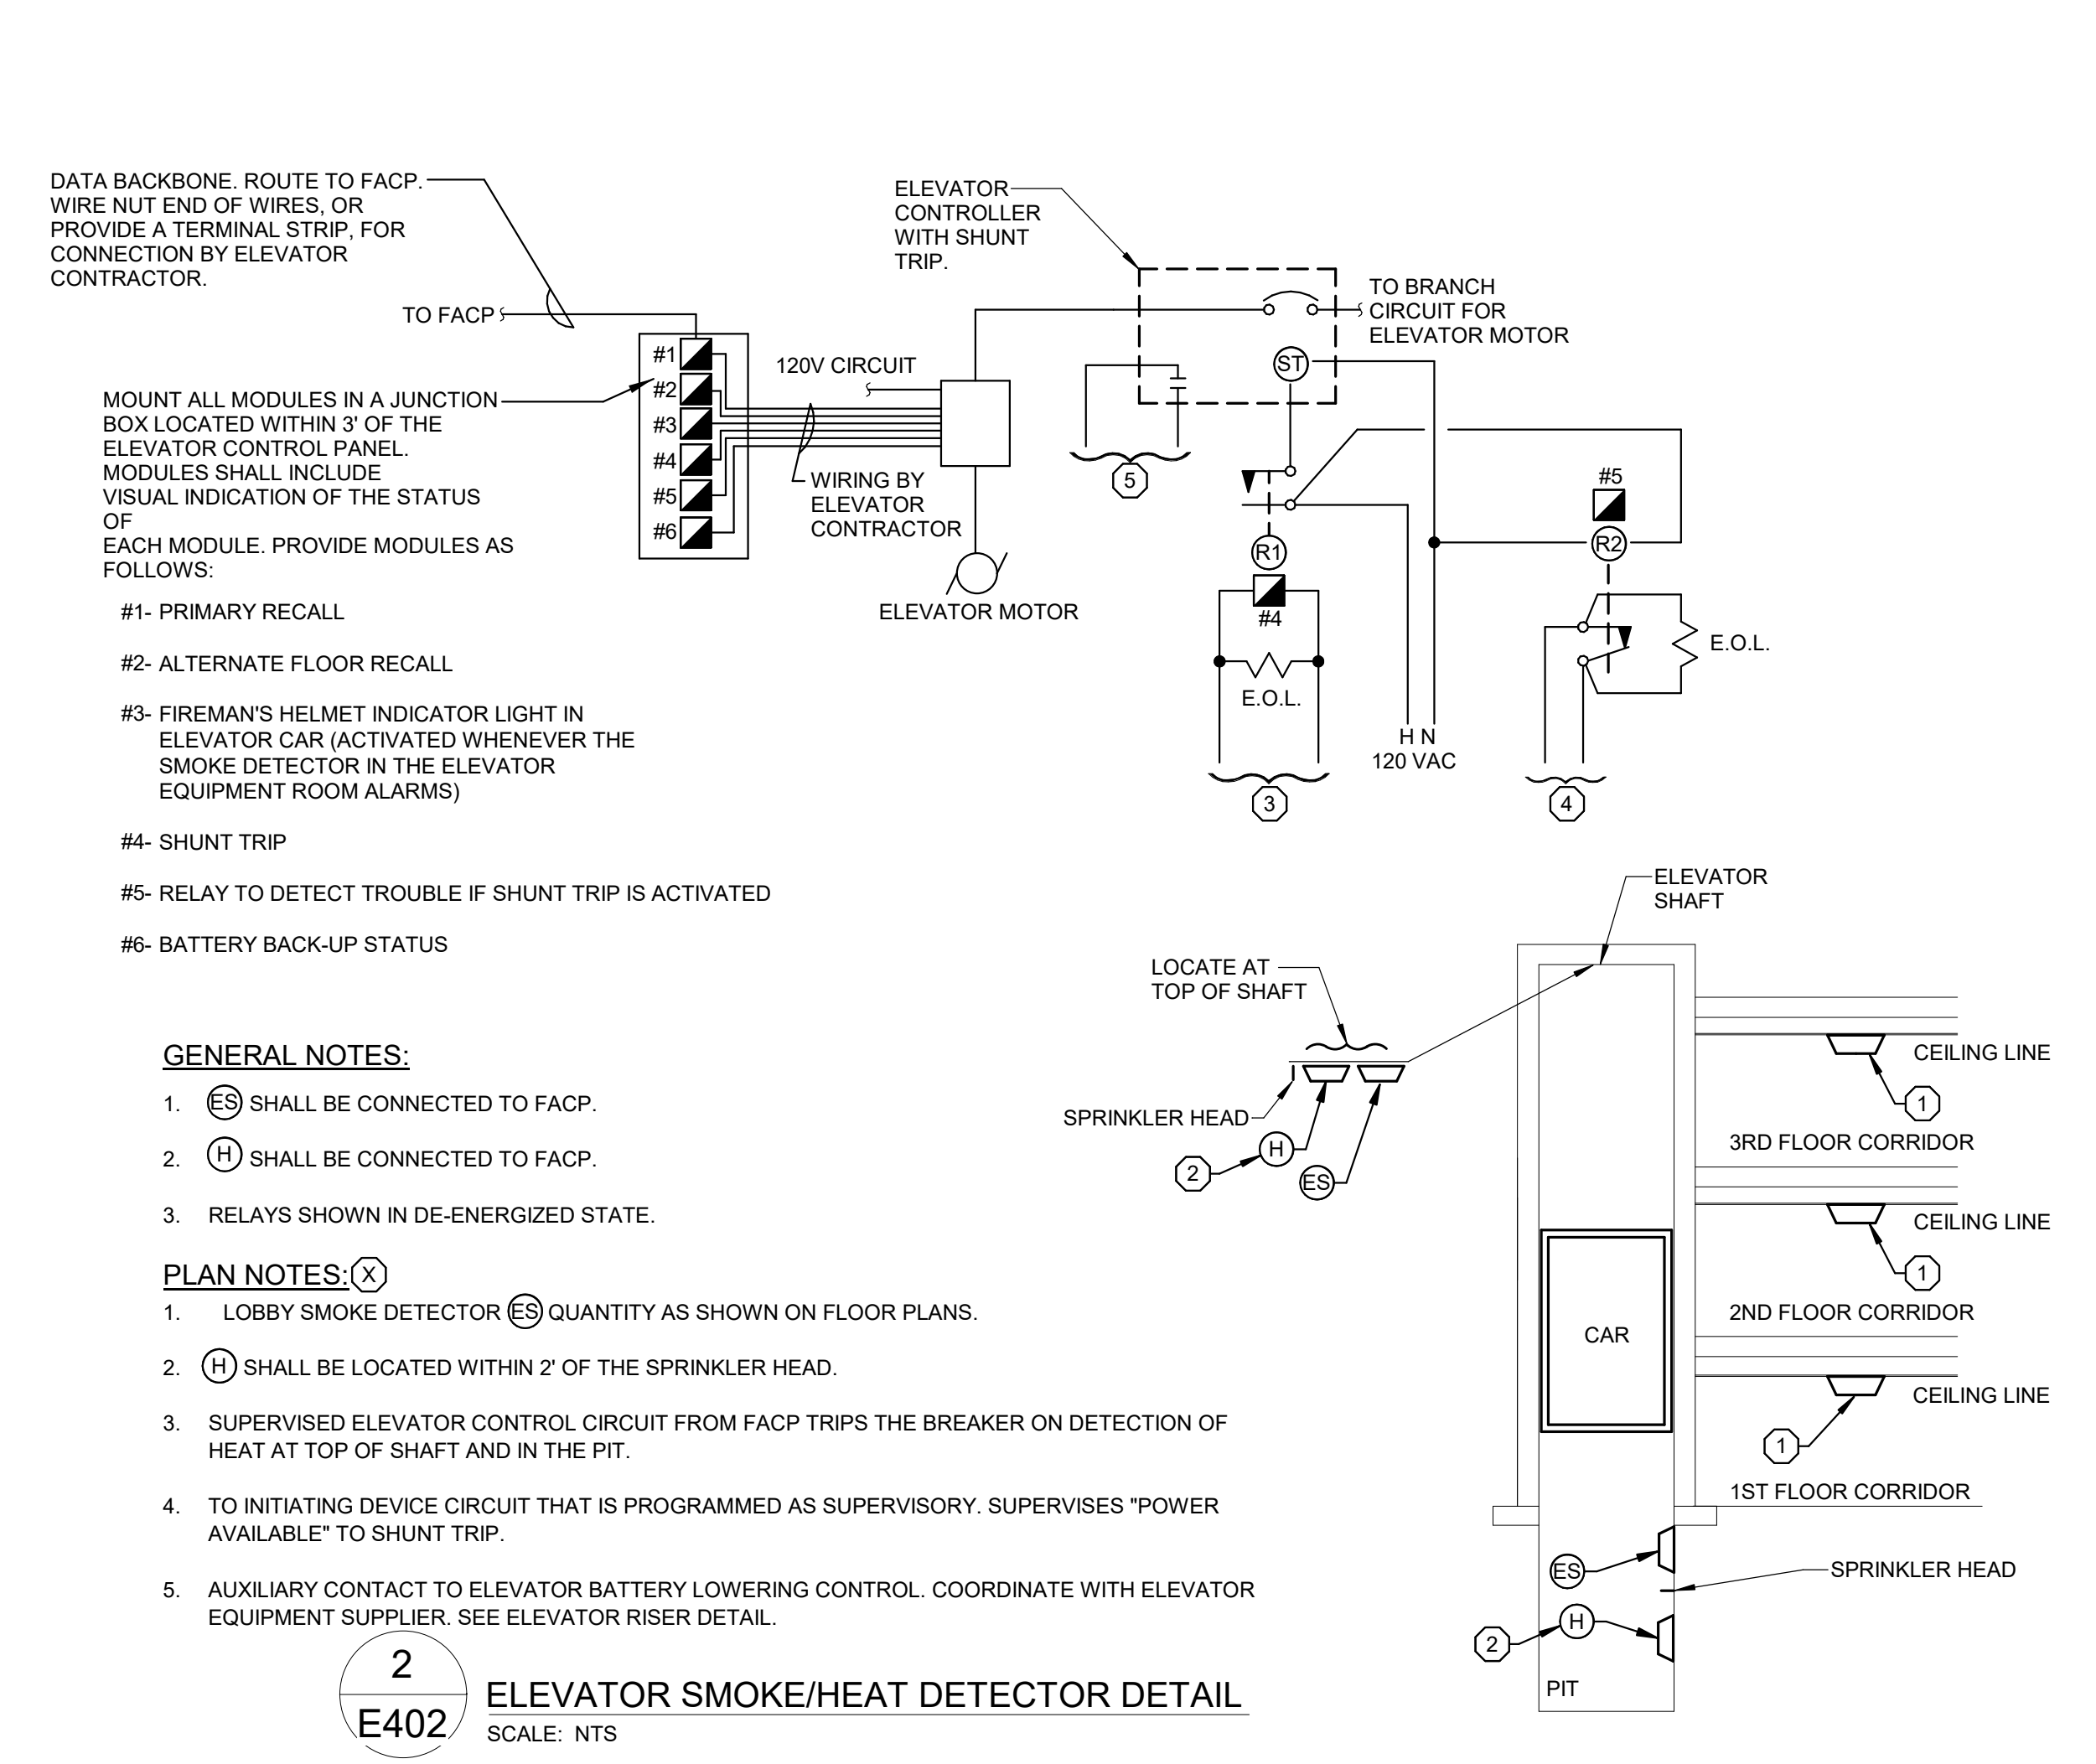 DATA BACKBONE. ROUTE TO FACP.
WIRE NUT END OF WIRES, OR
PROVIDE A TERMINAL STRIP, FOR
CONNECTION BY ELEVATOR
CONTRACTOR.
TO FACP
MOUNT ALL MODULES IN A JUNCTION
BOX LOCATED WITHIN 3' OF THE
ELEVATOR CONTROL PANEL.
MODULES SHALL INCLUDE
VISUAL INDICATION OF THE STATUS
OF
EACH MODULE. PROVIDE MODULES AS
FOLLOWS:
#1- PRIMARY RECALL
#2- ALTERNATE FLOOR RECALL
#3- FIREMAN'S HELMET INDICATOR LIGHT IN
ELEVATOR CAR (ACTIVATED WHENEVER THE
SMOKE DETECTOR IN THE ELEVATOR
EQUIPMENT ROOM ALARMS)
#4- SHUNT TRIP
#5- RELAY TO DETECT TROUBLE IF SHUNT TRIP IS ACTIVATED
#6- BATTERY BACK-UP STATUS
#1
#2
#3
#4
#5
#6
120V CIRCUIT
WIRING BY
ELEVATOR
CONTRACTOR
ELEVATOR MOTOR
ELEVATOR
CONTROLLER
WITH SHUNT
TRIP.
TO BRANCH
CIRCUIT FOR
ELEVATOR MOTOR
ST
5
R1
#4
E.O.L.
3
H N
120 VAC
#5
R2
E.O.L.
4
ELEVATOR
SHAFT
LOCATE AT
TOP OF SHAFT
SPRINKLER HEAD
H
2
ES
CEILING LINE
1
3RD FLOOR CORRIDOR
CEILING LINE
1
2ND FLOOR CORRIDOR
CAR
CEILING LINE
1
1ST FLOOR CORRIDOR
ES
SPRINKLER HEAD
H
2
PIT
GENERAL NOTES:
1. ES SHALL BE CONNECTED TO FACP.
2. H SHALL BE CONNECTED TO FACP.
3. RELAYS SHOWN IN DE-ENERGIZED STATE.
PLAN NOTES: X
1. LOBBY SMOKE DETECTOR ES QUANTITY AS SHOWN ON FLOOR PLANS.
2. H SHALL BE LOCATED WITHIN 2' OF THE SPRINKLER HEAD.
3. SUPERVISED ELEVATOR CONTROL CIRCUIT FROM FACP TRIPS THE BREAKER ON DETECTION OF
HEAT AT TOP OF SHAFT AND IN THE PIT.
4. TO INITIATING DEVICE CIRCUIT THAT IS PROGRAMMED AS SUPERVISORY. SUPERVISES "POWER
AVAILABLE" TO SHUNT TRIP.
5. AUXILIARY CONTACT TO ELEVATOR BATTERY LOWERING CONTROL. COORDINATE WITH ELEVATOR
EQUIPMENT SUPPLIER. SEE ELEVATOR RISER DETAIL.
2
E402
ELEVATOR SMOKE/HEAT DETECTOR DETAIL
SCALE: NTS